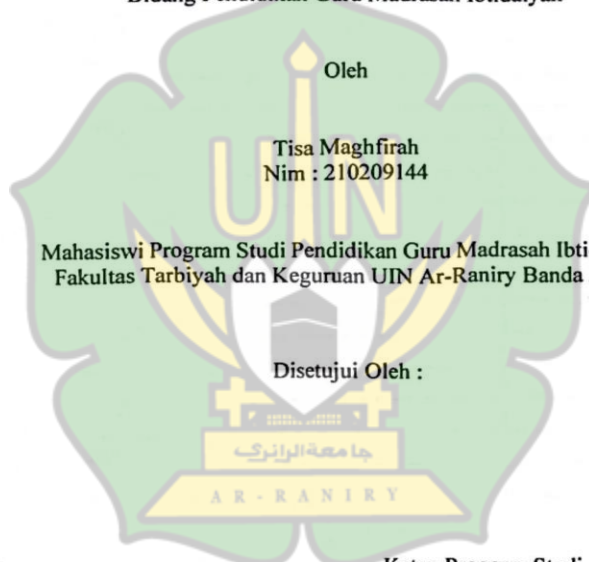 Oleh
Tisa Maghfirah
Nim : 210209144
UIN
Mahasiswi Program Studi Pendidikan Guru Madrasah
Fakultas Tarbiyah dan Keguruan UIN Ar-Raniry Banda
Disetujui Oleh :
جامعة الرانري
AR-RANIRY